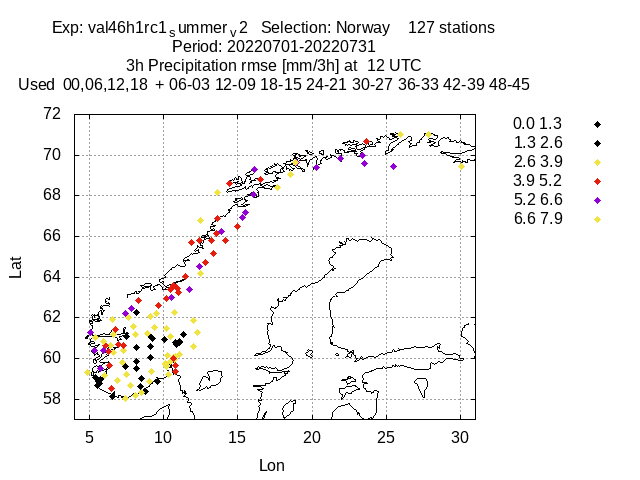 Exp: val46h1rc1summerv2 Selection: Norway 127 stations
Period: 20220701-20220731
3h Precipitation rmse [mm/3h] at 12 UTC
Used 00,06,12,18 + 06-03 12-09 18-15 24-21 30-27 36-33 42-39 48-45
72
70
68
66
64
62
60
58
Lat
5 10 15 20 25 30
Lon
0.0 1.3
1.3 2.6
2.6 3.9
3.9 5.2
5.2 6.6
6.6 7.9